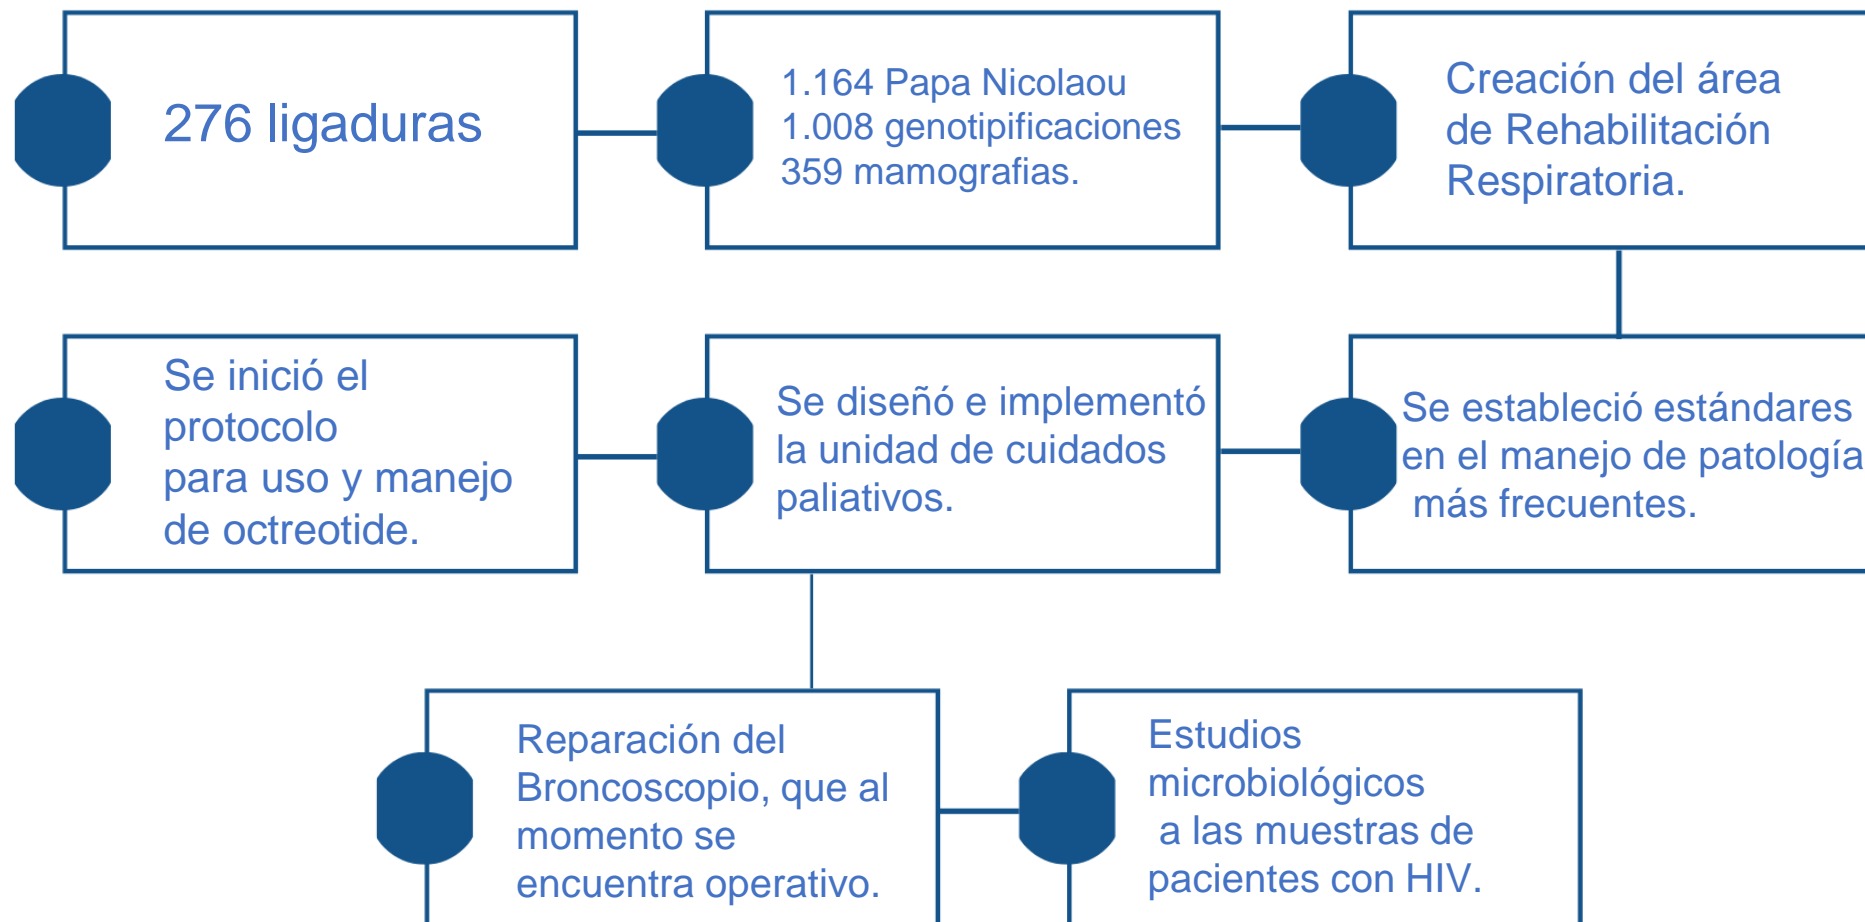 276 ligaduras
1.164 Papa Nicolaou
1.008 genotipificaciones
359 mamografias.
Creación del área
de Rehabilitación
Respiratoria.
Se inició el
protocolo
para uso y manejo
de octreotide.
Se diseñó e implementó
la unidad de cuidados
paliativos.
Se estableció estándares
en el manejo de patología
más frecuentes.
Reparación del
Broncoscopio, que al
momento se
encuentra operativo.
Estudios
microbiológicos
a las muestras de
pacientes con HIV.